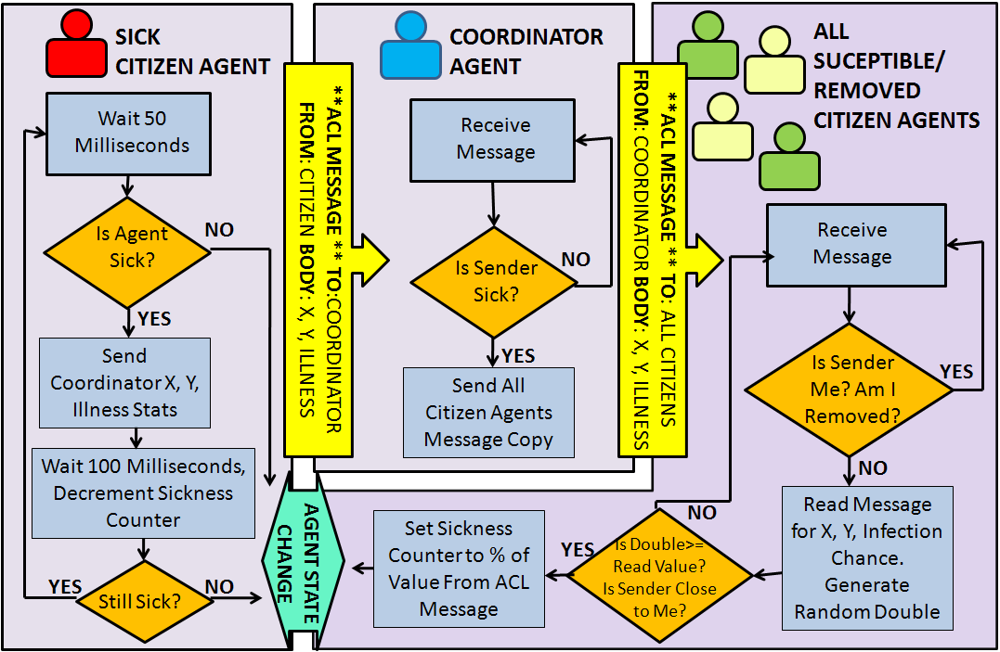 SICK
CITIZEN AGENT
Wait 50
Milliseconds
Is Agent
Sick?
NO
YES
Send
Coordinator X, Y,
Illness Stats
Wait 100 Milliseconds,
Decrement Sickness
Counter
Still Sick?
YES
NO
**ACL MESSAGE ** TO:COORDINATOR
FROM: CITIZEN BODY: X, Y, ILLNESS
COORDINATOR
AGENT
Receive
Message
Is Sender
Sick?
NO
YES
Send All
Citizen Agents
Message Copy
**ACL MESSAGE ** TO: ALL CITIZENS
FROM: COORDINATOR BODY: X, Y, ILLNESS
ALL
SUCEPTIBLE/
REMOVED
CITIZEN AGENTS
Receive
Message
Is Sender
Me? Am I
Removed?
YES
NO
Read Message
for X, Y, Infection
Chance.
Generate
Random Double
Is Double>=
Read Value?
Is Sender Close
to Me?
NO
YES
Set Sickness
Counter to % of
Value From ACL
Message
AGENT STATE
CHANGE